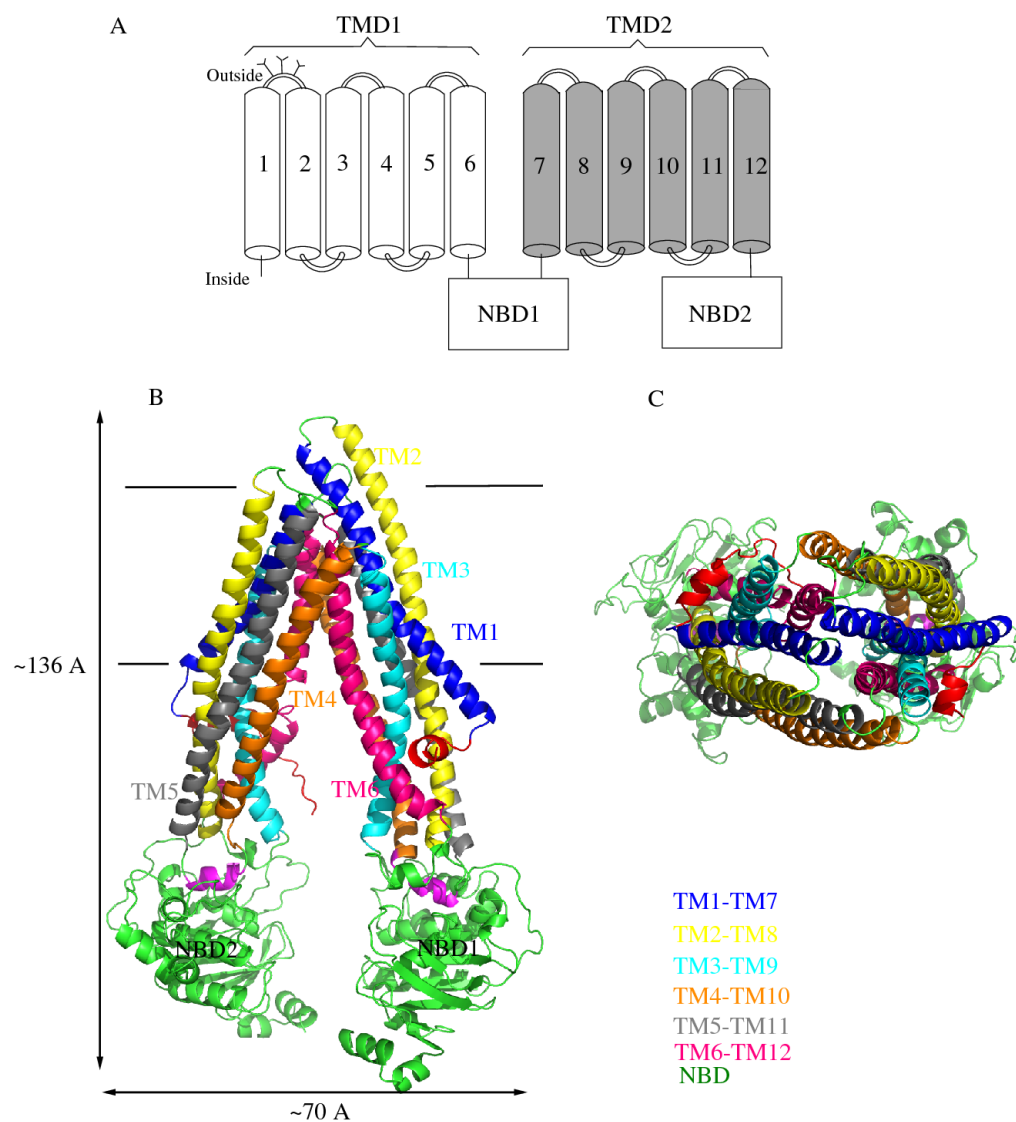 A
TMD1
TMD2
Outside
1 2 3 4 5 6 7 8 9 10 11 12
Inside
NBD1
NBD2
B
C
TM2
TM3
TM1
~136 A
TM4
TM5
TM6
NBD2
NBD1
TM1-TM7
TM2-TM8
TM3-TM9
TM4-TM10
TM5-TM11
TM6-TM12
NBD
~70 A